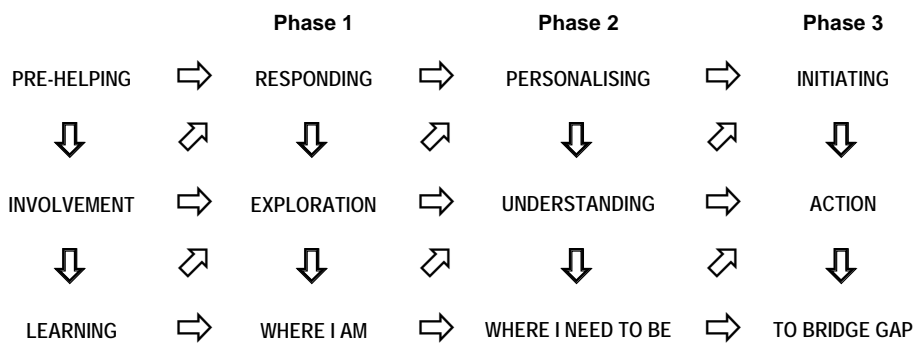 Phase 1 Phase 2 Phase 3
PRE-HELPING RESPONDING PERSONALISING INITIATING
INVOLVEMENT EXPLORATION UNDERSTANDING ACTION
LEARNING WHERE I AM WHERE I NEED TO BE TO BRIDGE GAP